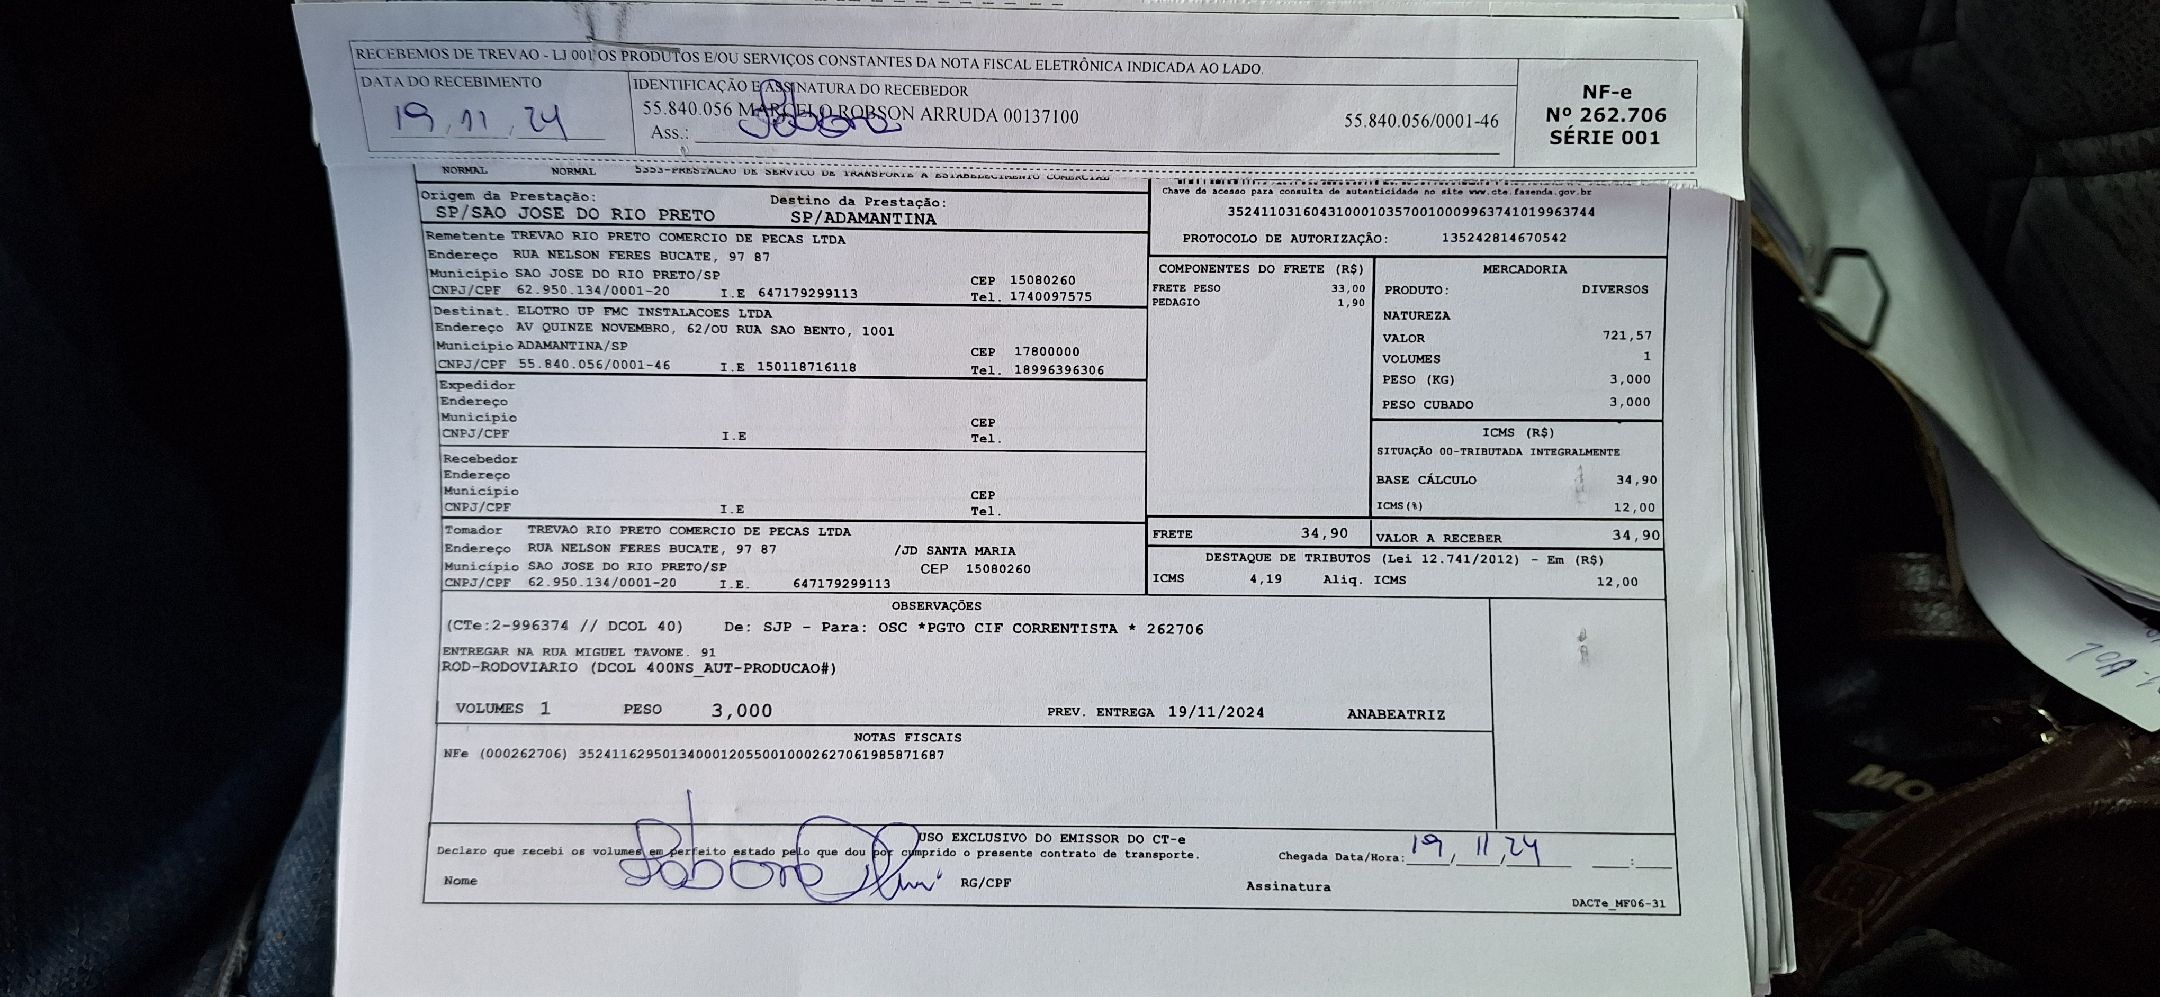 RECEBEMOS DE TREVAO - LJ 001 OS PRODUTOS E/OU SERVIÇOS CONSTANTES DA NOTA FISCAL ELETRÔNICA INDICADA AO LADO.
DATA DO RECEBIMENTO
19, 11, 24
IDENTIFICAÇÃO E ASSINATURA DO RECEBEDOR
55.840.056 MARCELO ROBSON ARRUDA 00137100
55.840.056/0001-46
Ass.:
NF-e
Nº 262.706
SÉRIE 001
NORMAL NORMAL 5353-PRESTACAO DE SERVICO DE TRANSPORTE A ESTABELECIMENTO COMERCIAL
Origem da Prestação: Destino da Prestação:
SP/SAO JOSE DO RIO PRETO SP/ADAMANTINA
Chave de acesso para consulta de autenticidade no site www.cte.fazenda.gov.br
35241103160431000103570010009963741019963744
PROTOCOLO DE AUTORIZAÇÃO: 135242814670542
Remetente TREVAO RIO PRETO COMERCIO DE PECAS LTDA
Endereço RUA NELSON FERES BUCATE, 97 87
Município SAO JOSE DO RIO PRETO/SP CEP 15080260
CNPJ/CPF 62.950.134/0001-20 I.E 647179299113 Tel. 1740097575
Destinat. ELOTRO UP FMC INSTALACOES LTDA
Endereço AV QUINZE NOVEMBRO, 62/OU RUA SAO BENTO, 1001
Município ADAMANTINA/SP CEP 17800000
CNPJ/CPF 55.840.056/0001-46 I.E 150118716118 Tel. 18996396306
Expedidor
Endereço
Município CEP
CNPJ/CPF I.E Tel.
Recebedor
Endereço
Município CEP
CNPJ/CPF I.E Tel.
Tomador TREVAO RIO PRETO COMERCIO DE PECAS LTDA
Endereço RUA NELSON FERES BUCATE, 97 87 /JD SANTA MARIA
Município SAO JOSE DO RIO PRETO/SP CEP 15080260
CNPJ/CPF 62.950.134/0001-20 I.E. 647179299113
COMPONENTES DO FRETE (R$)
FRETE PESO 33,00
PEDAGIO 1,90
MERCADORIA
PRODUTO: DIVERSOS
NATUREZA
VALOR 721,57
VOLUMES 1
PESO (KG) 3,000
PESO CUBADO 3,000
ICMS (R$)
SITUAÇÃO 00-TRIBUTADA INTEGRALMENTE
BASE CÁLCULO 34,90
ICMS(%) 12,00
FRETE 34,90 VALOR A RECEBER 34,90
DESTAQUE DE TRIBUTOS (Lei 12.741/2012) - Em (R$)
ICMS 4,19 Aliq. ICMS 12,00
OBSERVAÇÕES
(CTe:2-996374 // DCOL 40) De: SJP - Para: OSC *PGTO CIF CORRENTISTA * 262706
ENTREGAR NA RUA MIGUEL TAVONE. 91
ROD-RODOVIARIO (DCOL 400NS_AUT-PRODUCAO#)
VOLUMES 1 PESO 3,000 PREV. ENTREGA 19/11/2024 ANABEATRIZ
NOTAS FISCAIS
NFe (000262706) 35241162950134000120550010002627061985871687
USO EXCLUSIVO DO EMISSOR DO CT-e
Declaro que recebi os volumes em perfeito estado pelo que dou por cumprido o presente contrato de transporte.
Chegada Data/Hora: 19/ 11, 24 :
Nome RG/CPF Assinatura
DACTe_MF06-31
MO